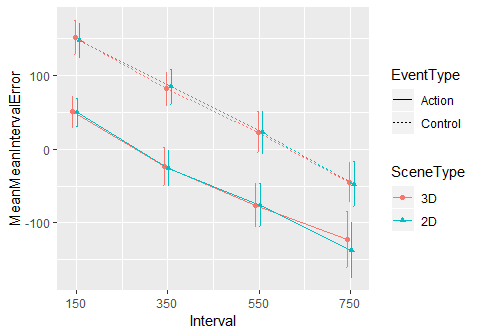 MeanMeanIntervalError
100
0
-100
150
350
550
750
Interval
EventType
Action
Control
SceneType
3D
2D